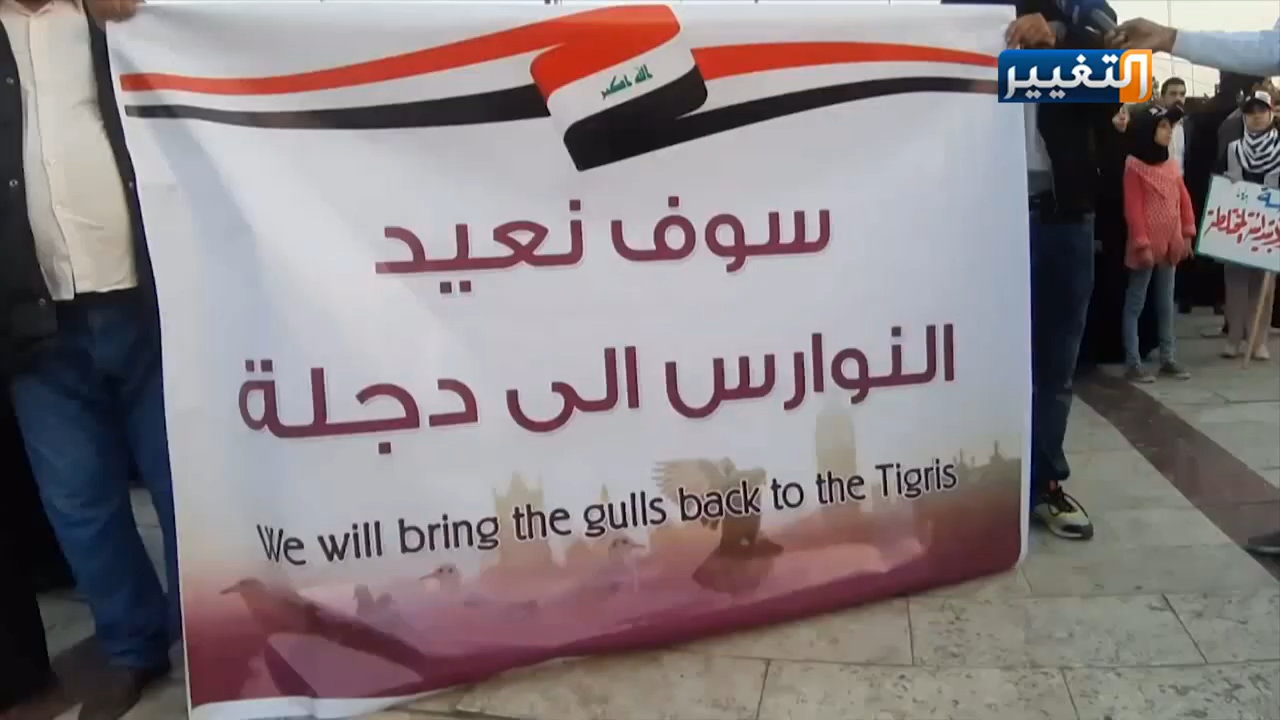 التغيير
الله اكبر
سوف نعيد
النوارس الى دجلة
We will bring the gulls back to the Tigris